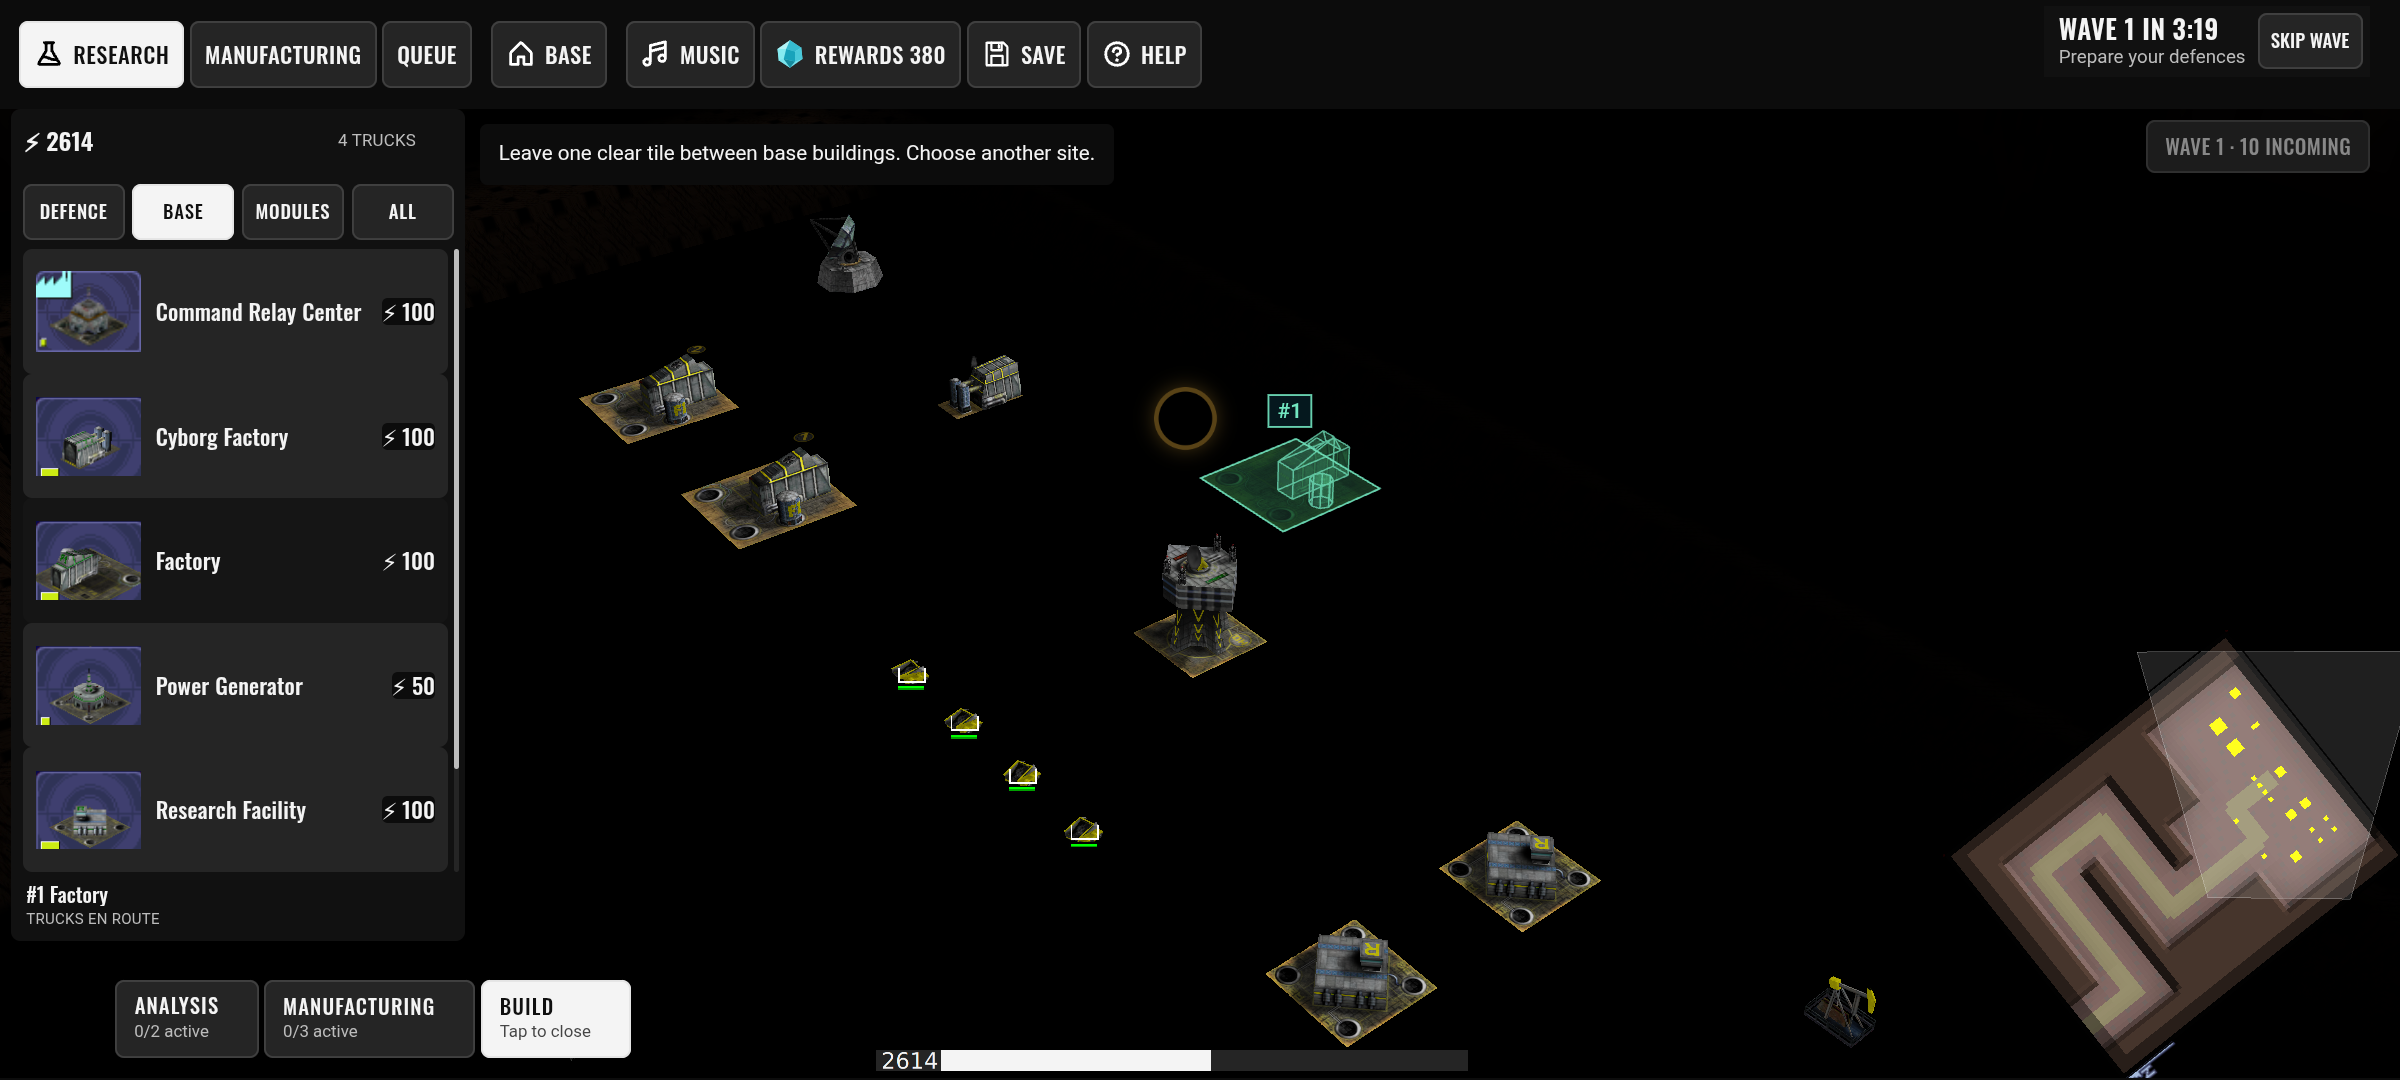 RESEARCH
MANUFACTURING
QUEUE
BASE
MUSIC
REWARDS 380
SAVE
HELP
WAVE 1 IN 3:19
Prepare your defences
SKIP WAVE
2614
4 TRUCKS
Leave one clear tile between base buildings. Choose another site.
WAVE 1 · 10 INCOMING
DEFENCE
BASE
MODULES
ALL
Command Relay Center
100
Cyborg Factory
100
Factory
100
Power Generator
50
Research Facility
100
#1 Factory
TRUCKS EN ROUTE
#1
2
1
R
R
ANALYSIS
0/2 active
MANUFACTURING
0/3 active
BUILD
Tap to close
2614
N